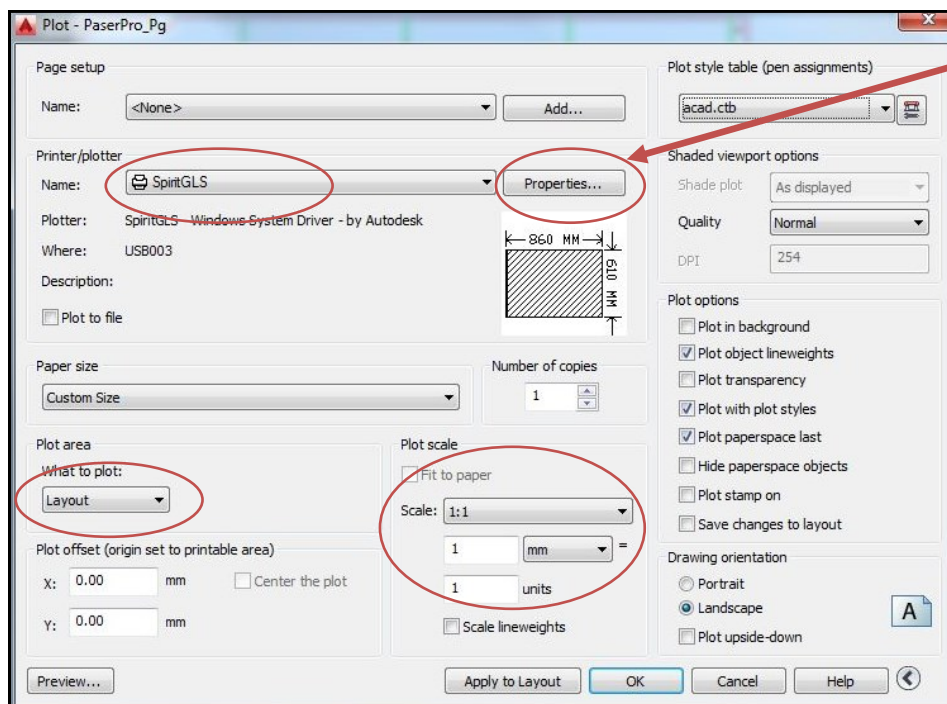 Plot - PaserPro_Pg
Page setup
Name: <None> Add...
Plot style table (pen assignments)
acad.ctb
Printer/plotter
Name: SpiritGLS Properties...
Plotter: SpiritGLS - Windows System Driver - by Autodesk
Where: USB003
Description:
Plot to file
860 MM
610 MM
Shaded viewport options
Shade plot As displayed
Quality Normal
DPI 254
Paper size
Custom Size
Number of copies
1
Plot options
Plot in background
Plot object lineweights
Plot transparency
Plot with plot styles
Plot paperspace last
Hide paperspace objects
Plot stamp on
Save changes to layout
Plot area
What to plot:
Layout
Plot scale
Fit to paper
Scale: 1:1
1 mm =
1 units
Scale lineweights
Plot offset (origin set to printable area)
X: 0.00 mm Center the plot
Y: 0.00 mm
Drawing orientation
Portrait
Landscape
Plot upside-down
A
Preview... Apply to Layout OK Cancel Help